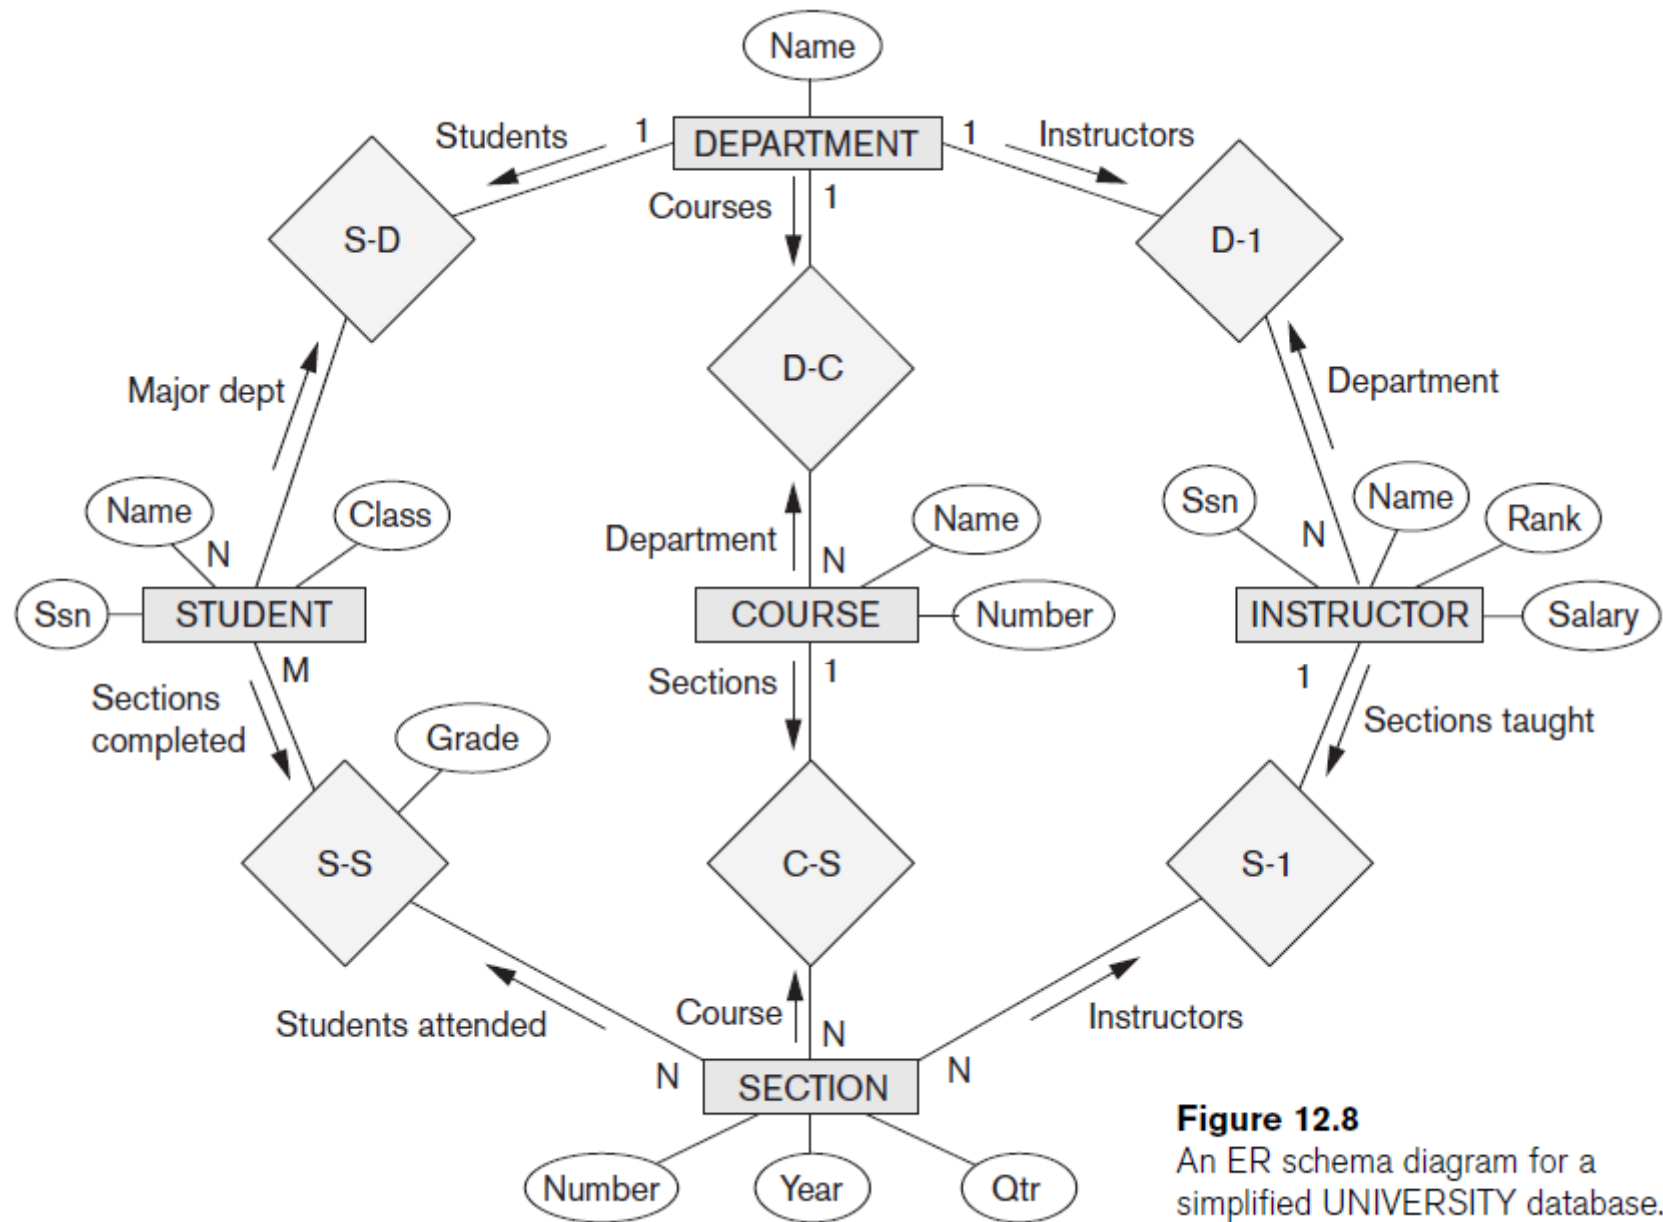 Name
Students
1
DEPARTMENT
1
Instructors
Courses
1
S-D
D-1
D-C
Major dept
Department
Name
N
Class
Department
N
Name
Ssn
N
Name
Rank
Ssn
STUDENT
COURSE
Number
INSTRUCTOR
Salary
M
Sections
completed
Grade
Sections
1
1
Sections taught
S-S
C-S
S-1
Students attended
N
Course
N
Instructors
N
SECTION
Number
Year
Qtr
Figure 12.8
An ER schema diagram for a
simplified UNIVERSITY database.